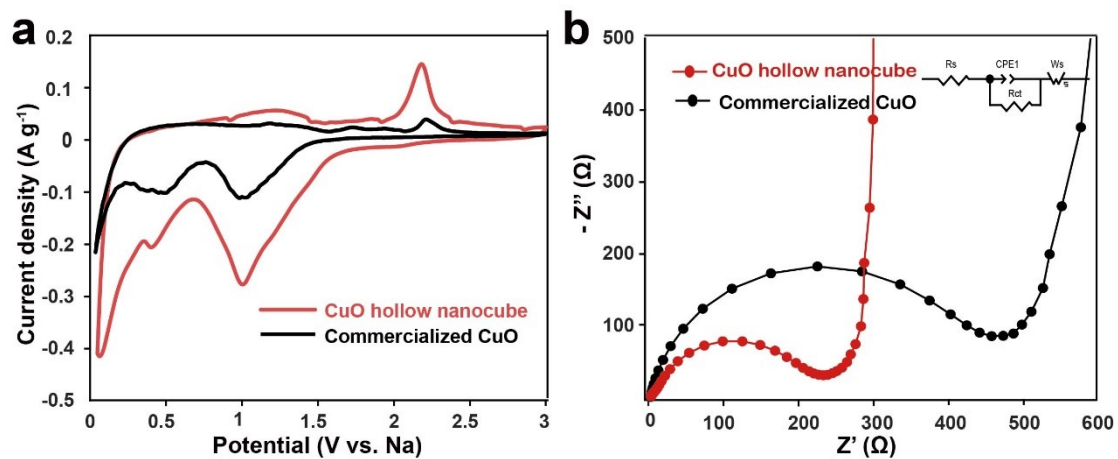 a
0.2
0.1
0
-0.1
-0.2
-0.3
-0.4
-0.5
Current density (A g⁻¹)
CuO hollow nanocube
Commercialized CuO
0 0.5 1 1.5 2 2.5 3
Potential (V vs. Na)
b
500
400
300
200
100
- Z’’ (Ω)
CuO hollow nanocube
Commercialized CuO
Rs CPE1 Ws
Rct
s
0 100 200 300 400 500 600
Z’ (Ω)